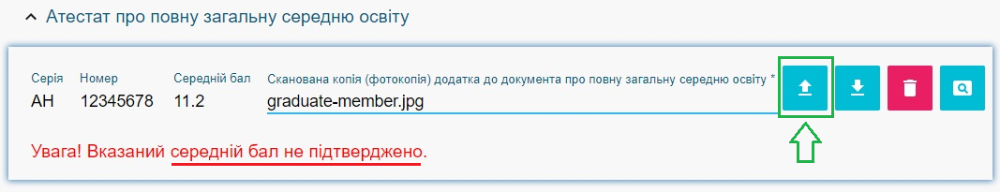 Атестат про повну загальну середню освіту
Серія Номер Середній бал Сканована копія (фотокопія) додатка до документа про повну загальну середню освіту *
АН 12345678 11.2 graduate-member.jpg
Увага! Вказаний середній бал не підтверджено.